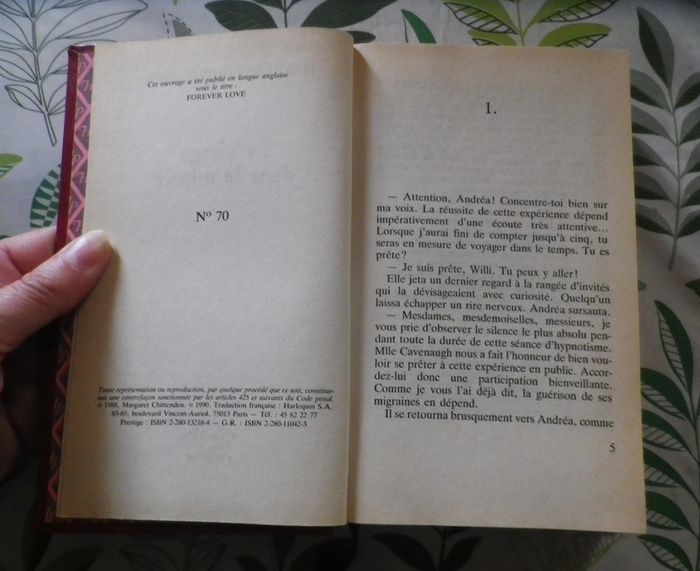 Cet ouvrage a été publié en langue anglaise
sous le titre :
FOREVER LOVE
Nº 70
Toute représentation ou reproduction, par quelque procédé que ce soit, constitue-
rait une contrefaçon sanctionnée par les articles 425 et suivants du Code pénal.
© 1988, Margaret Chittenden. © 1990, Traduction française : Harlequin S.A.
83-85, boulevard Vincent-Auriol, 75013 Paris — Tél. : 45 82 22 77
Prestige : ISBN 2-280-13218-4 — G.R. : ISBN 2-280-11042-3
1.
— Attention, Andréa! Concentre-toi bien sur
ma voix. La réussite de cette expérience dépend
impérativement d'une écoute très attentive...
Lorsque j'aurai fini de compter jusqu'à cinq, tu
seras en mesure de voyager dans le temps. Tu es
prête?
— Je suis prête, Willi. Tu peux y aller!
Elle jeta un dernier regard à la rangée d'invités
qui la dévisageaient avec curiosité. Quelqu'un
laissa échapper un rire nerveux. Andréa sursauta.
— Mesdames, mesdemoiselles, messieurs, je
vous prie d'observer le silence le plus absolu pen-
dant toute la durée de cette séance d'hypnotisme.
Mlle Cavenaugh nous a fait l'honneur de bien vou-
loir se prêter à cette expérience en public. Accor-
dez-lui donc une participation bienveillante.
Comme je vous l'ai déjà dit, la guérison de ses
migraines en dépend.
Il se retourna brusquement vers Andréa, comme
5